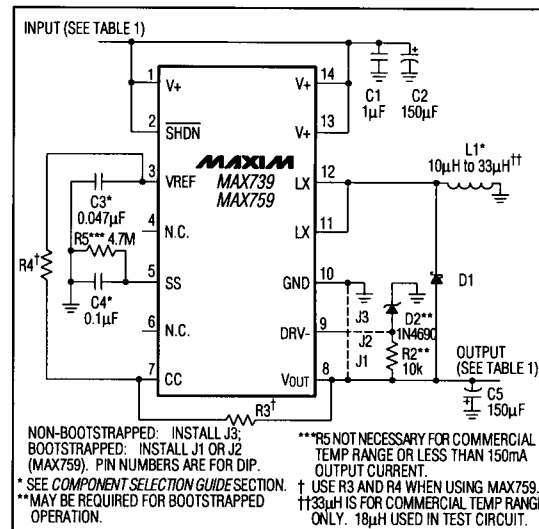 INPUT (SEE TABLE 1)
1
V+
14
V+
C1
1µF
+
C2
150µF
2
SHDN
13
V+
MAXIM
MAX739
MAX759
3
VREF
12
LX
L1*
10µH to 33µH††
C3*
0.047µF
4
N.C.
11
LX
R5*** 4.7M
R4†
5
SS
10
GND
D1
C4*
0.1µF
J3
D2**
1N4690
6
N.C.
9
DRV-
J2
R2**
10k
J1
OUTPUT
(SEE TABLE 1)
7
CC
8
VOUT
+
C5
150µF
R3†
NON-BOOTSTRAPPED: INSTALL J3;
BOOTSTRAPPED: INSTALL J1 OR J2
(MAX759). PIN NUMBERS ARE FOR DIP.
* SEE COMPONENT SELECTION GUIDE SECTION.
**MAY BE REQUIRED FOR BOOTSTRAPPED
OPERATION.
***R5 NOT NECESSARY FOR COMMERCIAL
TEMP RANGE OR LESS THAN 150mA
OUTPUT CURRENT.
† USE R3 AND R4 WHEN USING MAX759.
††33µH IS FOR COMMERCIAL TEMP RANGE
ONLY. 18µH USED IN TEST CIRCUIT.